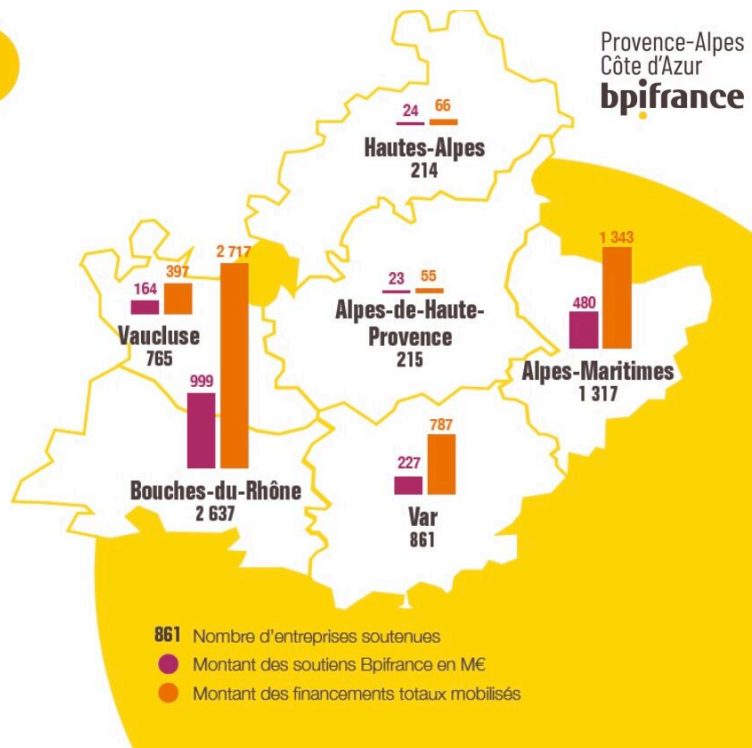 Provence-Alpes
Côte d'Azur
bpifrance
24 66
Hautes-Alpes
214
2 717
164 397
Vaucluse
765
23 55
Alpes-de-Haute-
Provence
215
1 343
480
Alpes-Maritimes
1 317
999
Bouches-du-Rhône
2 637
787
227
Var
861
861 Nombre d'entreprises soutenues
Montant des soutiens Bpifrance en M€
Montant des financements totaux mobilisés